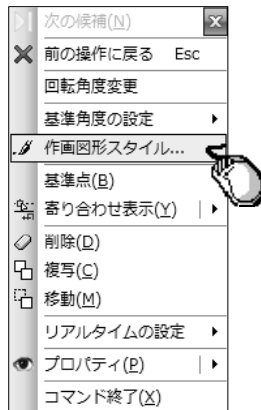 次の候補(N)
前の操作に戻る Esc
回転角度変更
基準角度の設定
作画図形スタイル...
基準点(B)
寄り合わせ表示(Y)
削除(D)
複写(C)
移動(M)
リアルタイムの設定
プロパティ(P)
コマンド終了(X)